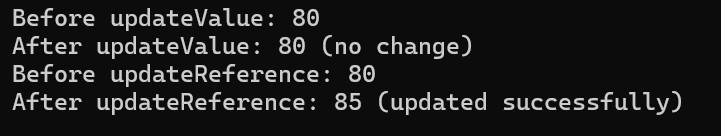 Before updateValue: 80
After updateValue: 80 (no change)
Before updateReference: 80
After updateReference: 85 (updated successfully)